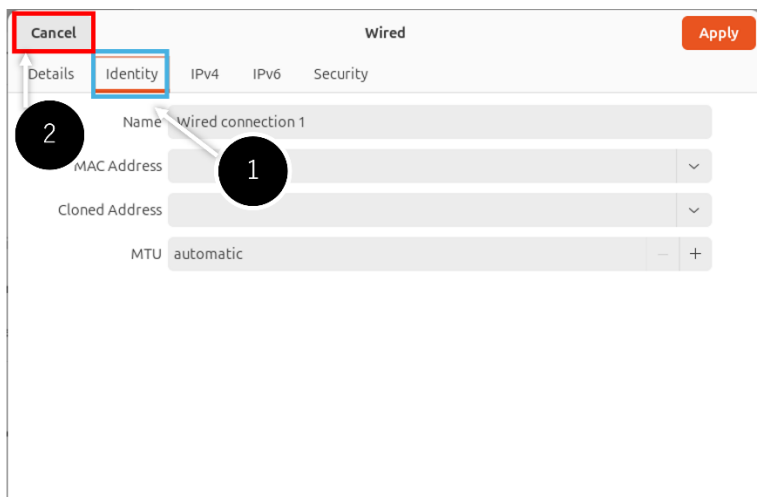 Cancel Wired Apply
Details Identity IPv4 IPv6 Security
Name Wired connection 1
2
MAC Address
1
Cloned Address
MTU automatic − +